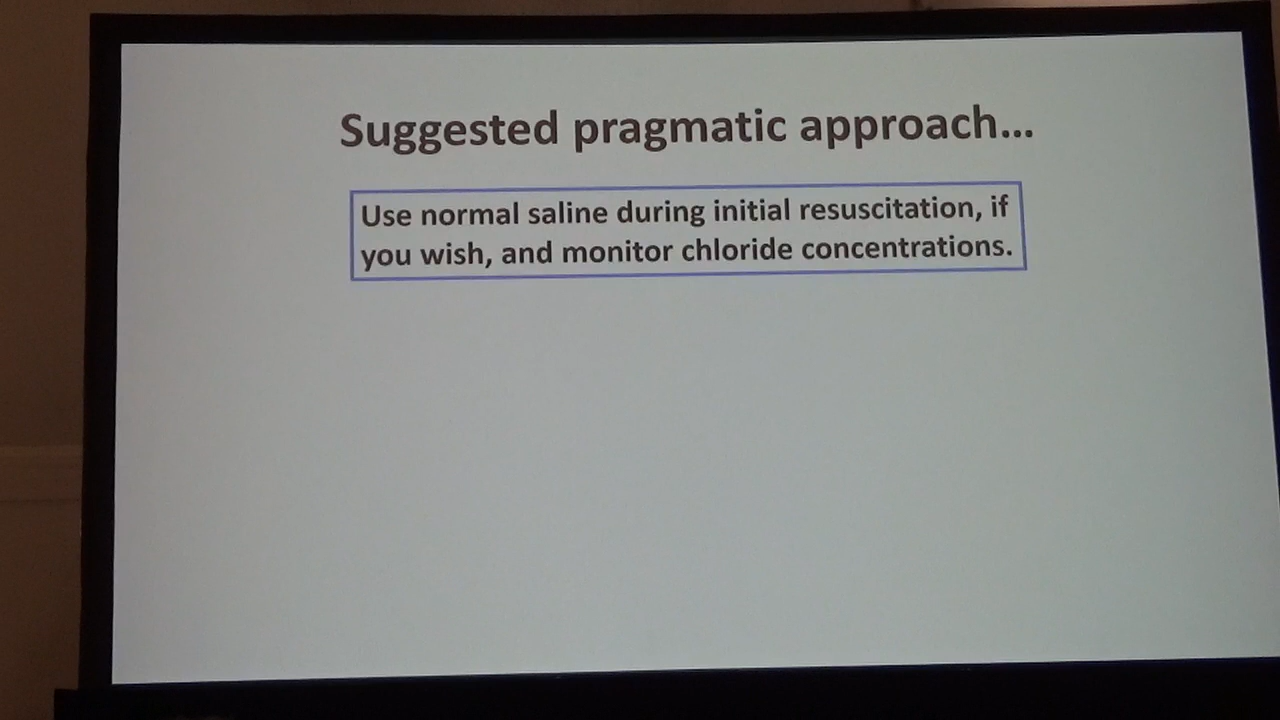 Suggested pragmatic approach...
Use normal saline during initial resuscitation, if
you wish, and monitor chloride concentrations.